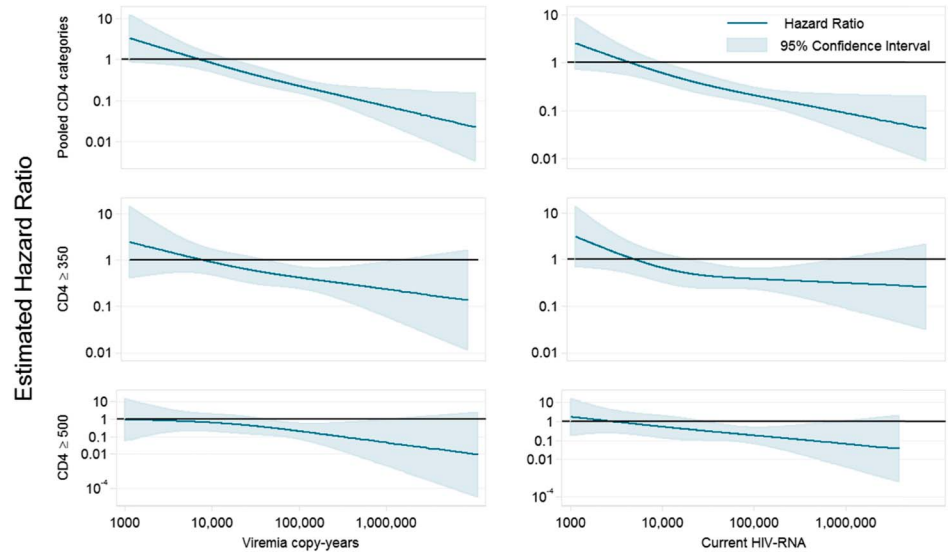 Estimated Hazard Ratio
Pooled CD4 categories
10
1
0.1
0.01
10
1
0.1
0.01
Hazard Ratio
95% Confidence Interval
CD4 ≥ 350
10
1
0.1
0.01
10
1
0.1
0.01
CD4 ≥ 500
10
1
0.1
0.01
10⁻⁴
10
1
0.1
0.01
10⁻⁴
1000 10,000 100,000 1,000,000
Viremia copy-years
1000 10,000 100,000 1,000,000
Current HIV-RNA